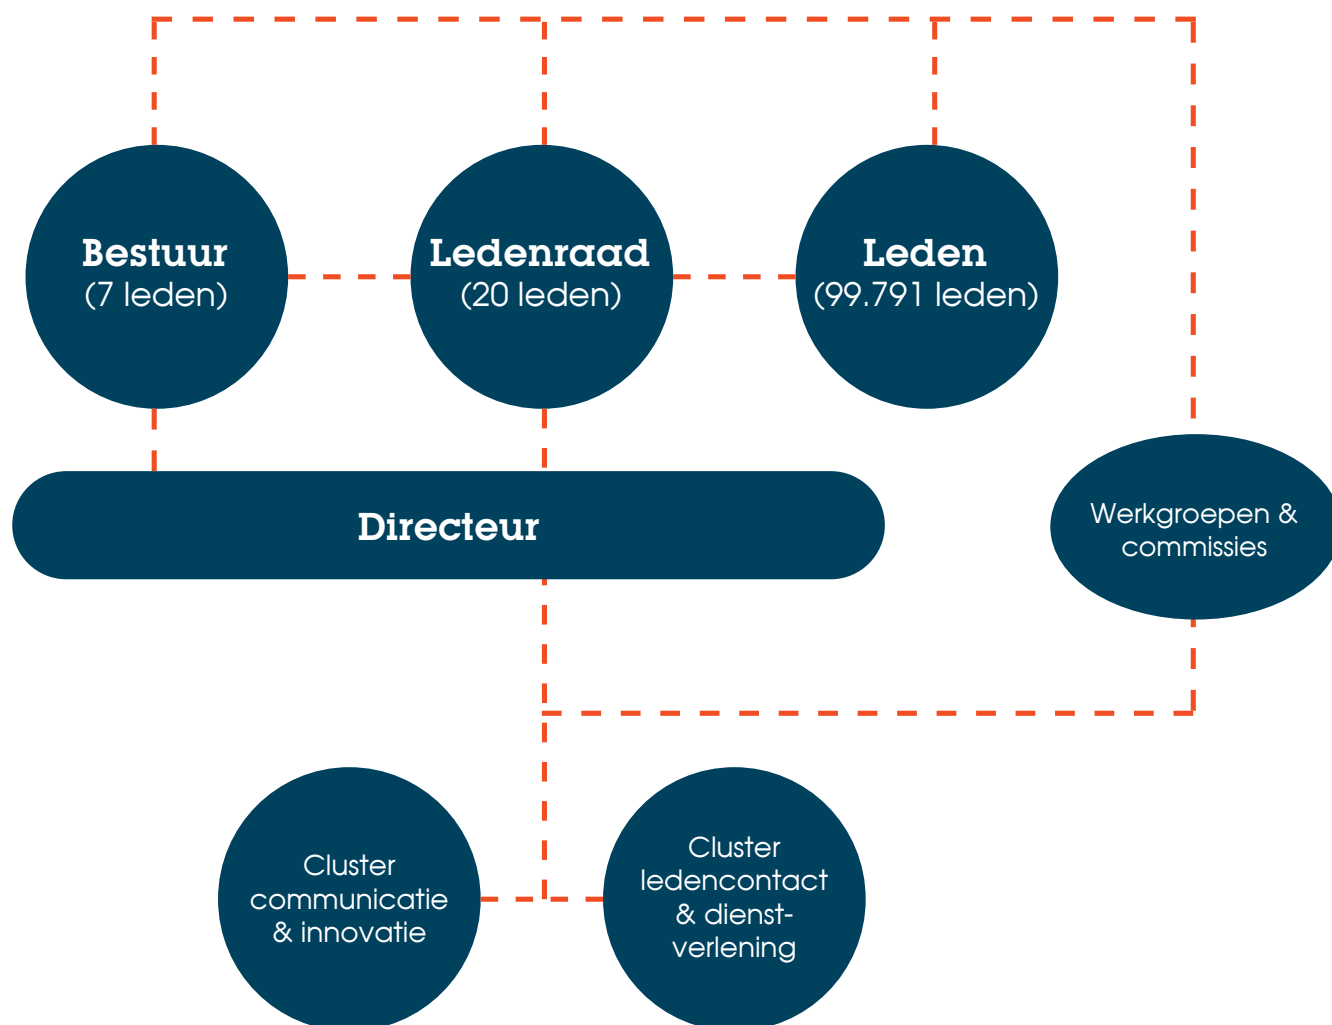 Bestuur
(7 leden)
Ledenraad
(20 leden)
Leden
(99.791 leden)
Directeur
Werkgroepen &
commissies
Cluster
communicatie
& innovatie
Cluster
ledencontact
& dienst-
verlening